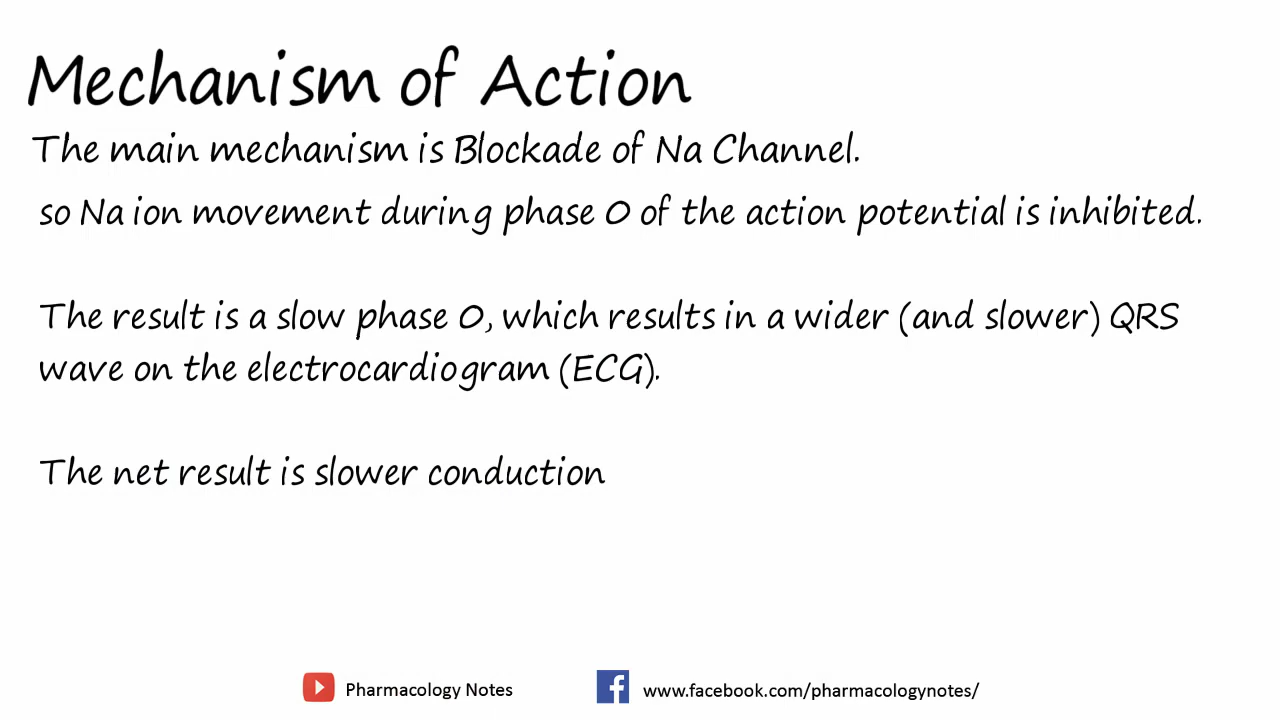 Mechanism of Action
The main mechanism is Blockade of Na Channel.
so Na ion movement during phase 0 of the action potential is inhibited.
The result is a slow phase 0, which results in a wider (and slower) QRS
wave on the electrocardiogram (ECG).
The net result is slower conduction
Pharmacology Notes
www.facebook.com/pharmacologynotes/